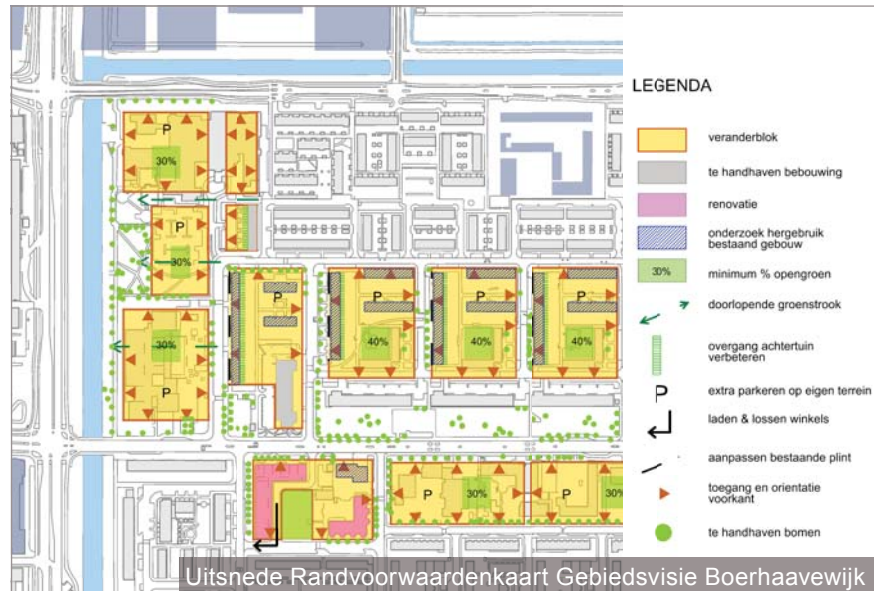 P
30%
P
30%
P
P
P
P
40%
40%
40%
30%
P
P
30%
P
30%
LEGENDA
veranderblok
te handhaven bebouwing
renovatie
onderzoek hergebruik
bestaand gebouw
30%
minimum % opengroen
doorlopende groenstrook
overgang achtertuin
verbeteren
P
extra parkeren op eigen terrein
laden & lossen winkels
aanpassen bestaande plint
toegang en orientatie
voorkant
te handhaven bomen
Uitsnede Randvoorwaardenkaart Gebiedsvisie Boerhaavewijk